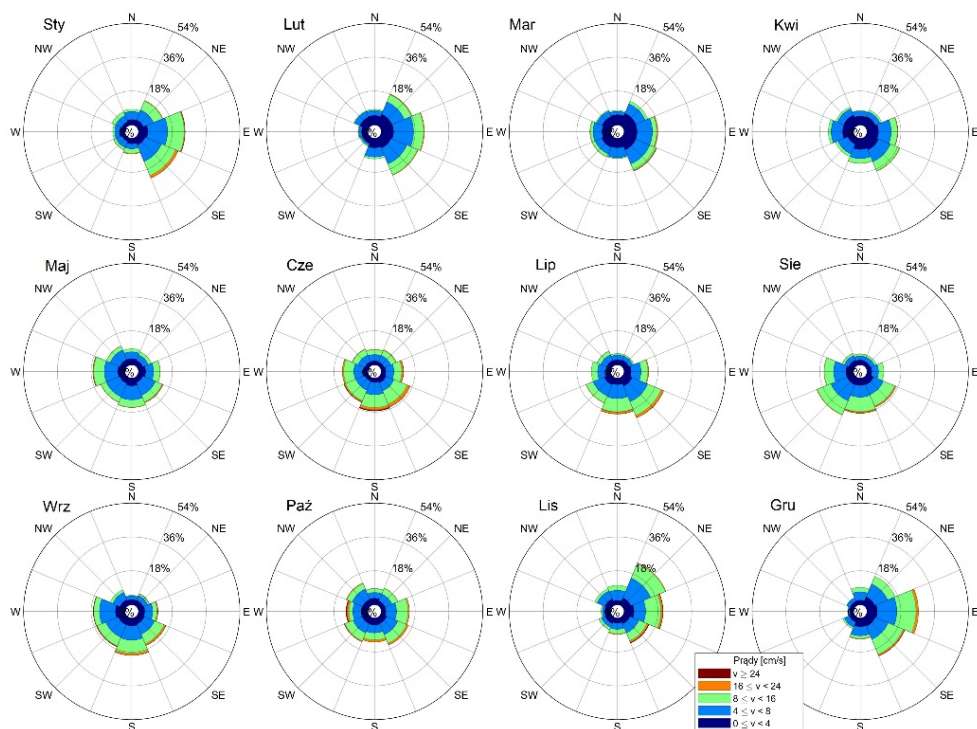 Sty N 54% NW NE 36% 18% W % E SW SE S
Lut N 54% NW NE 36% 18% W % E SW SE S
Mar N 54% NW NE 36% 18% W % E SW SE S
Kwi N 54% NW NE 36% 18% W % E SW SE S
Maj N 54% NW NE 36% 18% W % E SW SE S
Cze N 54% NW NE 36% 18% W % E SW SE S
Lip N 54% NW NE 36% 18% W % E SW SE S
Sie N 54% NW NE 36% 18% W % E SW SE S
Wrz N 54% NW NE 36% 18% W % E SW SE S
Paź N 54% NW NE 36% 18% W % E SW SE S
Lis N 54% NW NE 36% 18% W % E SW S
Gru N 54% NW NE 36% 18% W % E SE S
Prądy [cm/s]
v ≥ 24
16 ≤ v < 24
8 ≤ v < 16
4 ≤ v < 8
0 ≤ v < 4